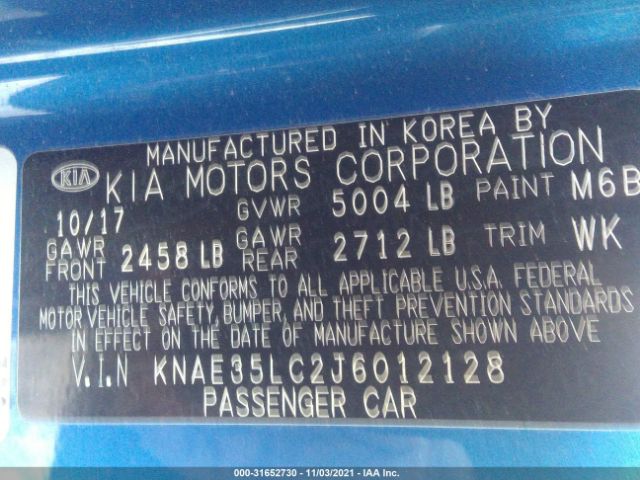 MANUFACTURED IN KOREA BY
KIA KIA MOTORS CORPORATION
10/17 GVWR 5004 LB PAINT M6B
GAWR FRONT 2458 LB GAWR REAR 2712 LB TRIM WK
THIS VEHICLE CONFORMS TO ALL APPLICABLE U.S.A. FEDERAL
MOTOR VEHICLE SAFETY, BUMPER, AND THEFT PREVENTION STANDARDS
IN EFFECT ON THE DATE OF MANUFACTURE SHOWN ABOVE
V.I.N KNAE35LC2J6012128
PASSENGER CAR
000-31652730 - 11/03/2021 - IAA Inc.